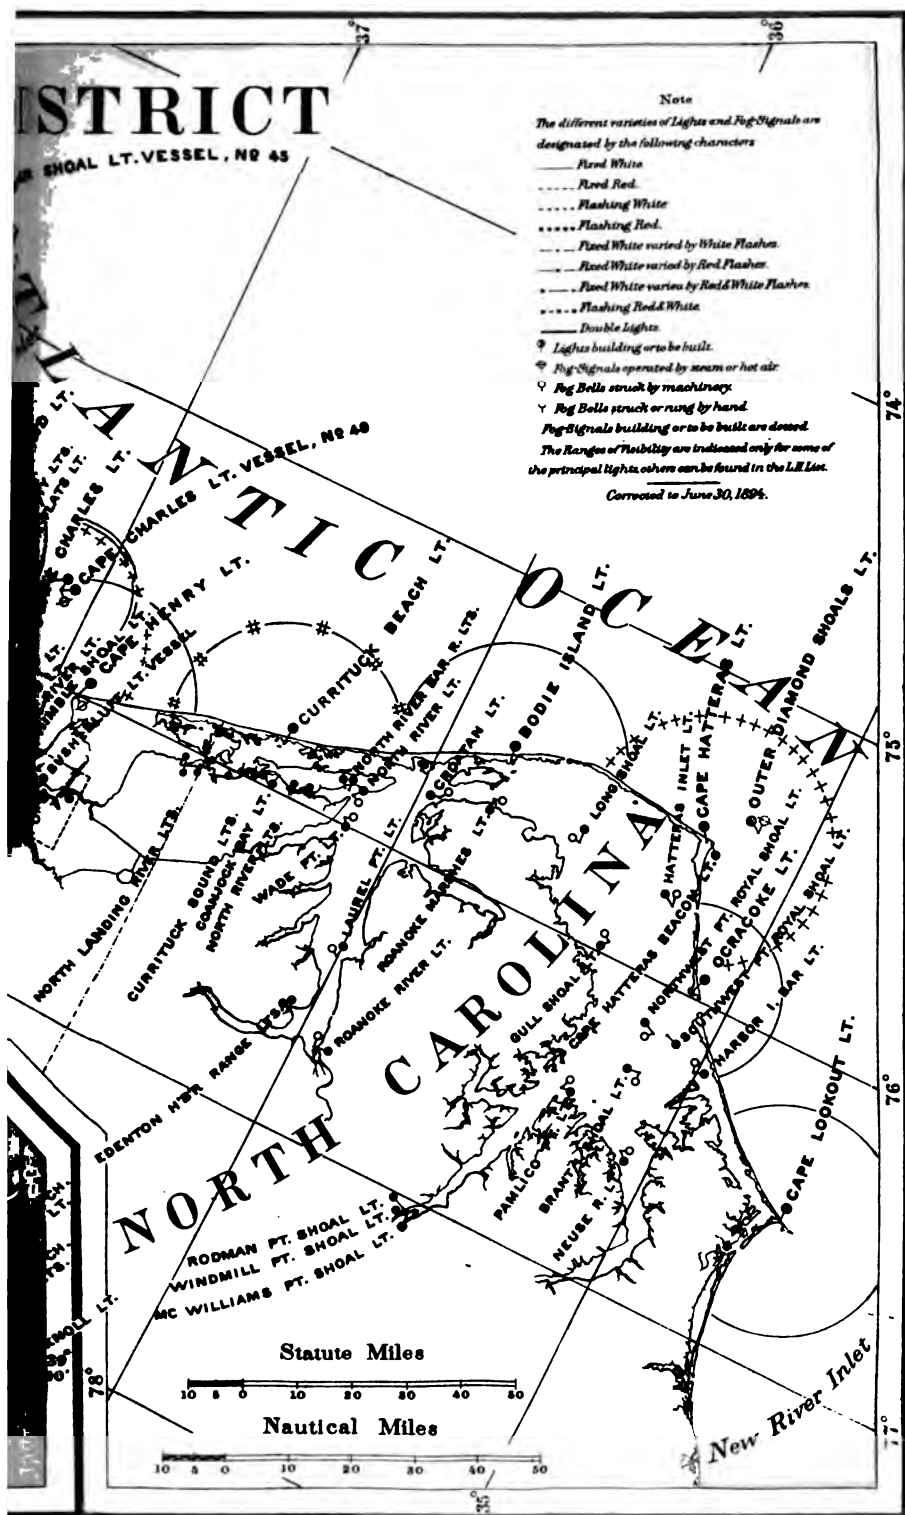 37°
36°
ISTRICT
SHOAL LT. VESSEL, No 45
Note
The different varieties of Lights and Fog-Signals are
designated by the following characters
Fixed White
Fixed Red.
Flashing White
Flashing Red.
Fixed White varied by White Flashes.
Fixed White varied by Red Flashes.
Fixed White varied by Red & White Flashes.
Flashing Red & White.
Double Lights.
Lights building or to be built.
Fog-Signals operated by steam or hot air.
Fog Bells struck by machinery.
Fog Bells struck or rung by hand.
Fog-Signals building or to be built are dotted.
The Ranges of Visibility are indicated only for some of
the principal lights, others can be found in the L.H. List.
Corrected to June 30, 1894.
74°
LANTIC OCEAN
CHARLES LT.
CAPE CHARLES LT. VESSEL, No 49
CAPE HENRY LT.
SHOAL LT.
RIVER LT.
LT. VESSEL
CURRITUCK BEACH LT.
NORTH RIVER BAR R. LTS.
NORTH RIVER LT.
CROATAN LT.
BODIE ISLAND LT.
LONG SHOAL LT.
HATTERAS INLET LT.
CAPE HATTERAS LT.
OUTER DIAMOND SHOALS LT.
75°
NORTH LANDING RIVER LTS.
CURRITUCK SOUND LTS.
COANJOCK BAY LT.
NORTH RIVER LTS.
WADE PT. LT.
LAUREL PT. LT.
ROANOKE MARSHES LT.
ROANOKE RIVER LT.
EDENTON H'B'R RANGE LTS.
GULL SHOAL LT.
CAPE HATTERAS BEACON LT.
NORTHWEST PT. ROYAL SHOAL LT.
OCRACOKE LT.
SOUTHWEST PT. ROYAL SHOAL LT.
HARBOR I. BAR LT.
76°
NORTH CAROLINA
PAMLICO PT. LT.
BRANT I. SHOAL LT.
NEUSE R. LT.
CAPE LOOKOUT LT.
RODMAN PT. SHOAL LT.
WINDMILL PT. SHOAL LT.
MC WILLIAMS PT. SHOAL LT.
KNOLL LT.
78°
Statute Miles
10 5 0 10 20 30 40 50
Nautical Miles
10 5 0 10 20 30 40 50
New River Inlet
77°
35°